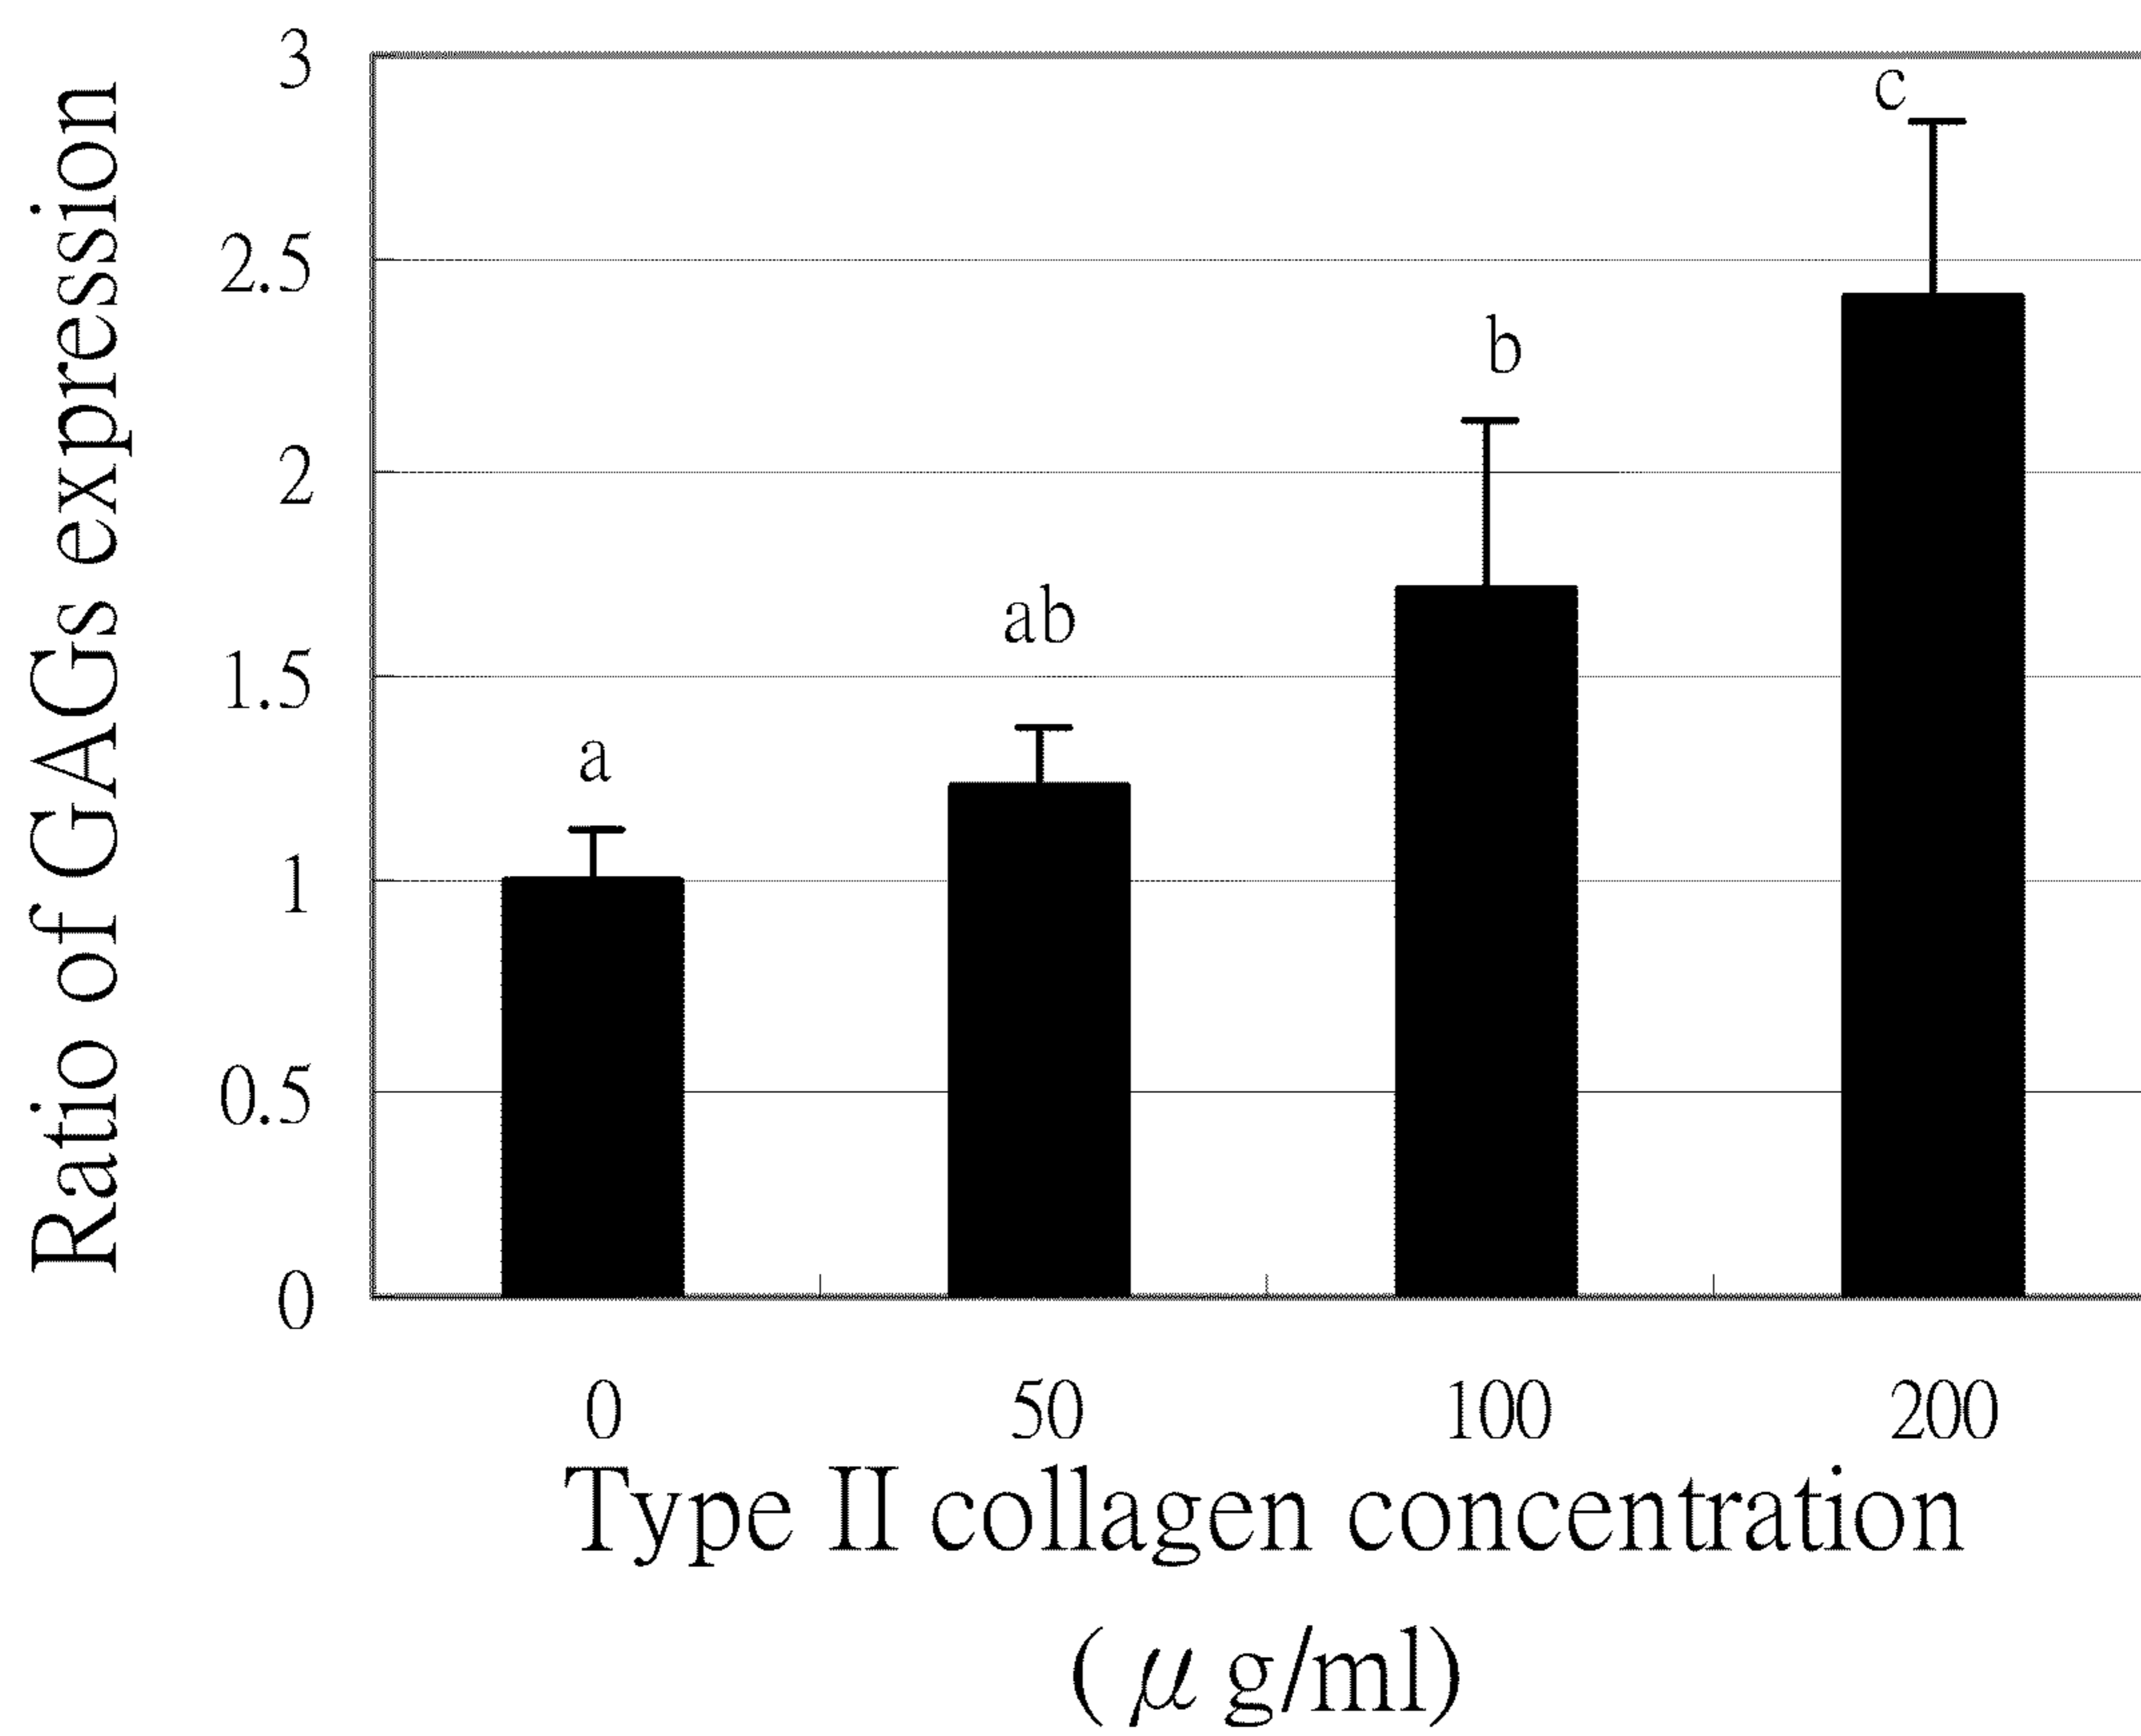 Ratio of GAGs expression
3
2.5
2
1.5
1
0.5
0
a
ab
b
c
0 50 100 200
Type II collagen concentration
( μ g/ml)